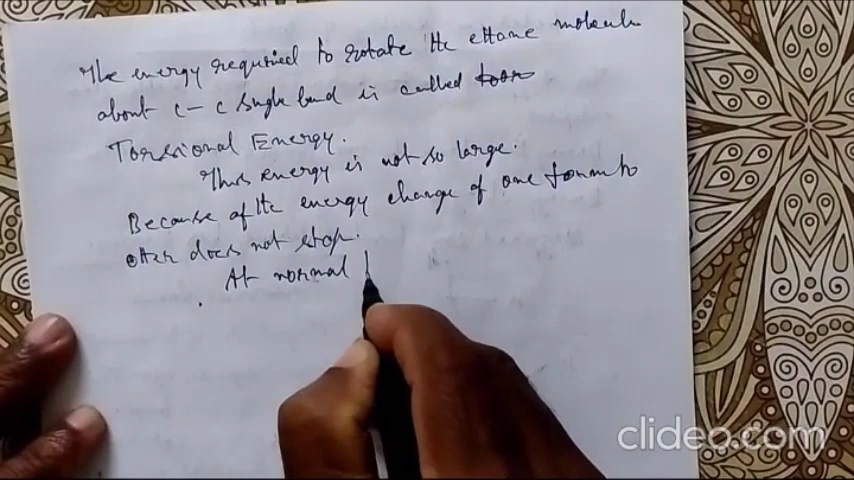 The energy required to rotate the ethane molecule
about C-C single bond is called
Torsional Energy.
This energy is not so large.
Because of the energy change of one form to
other does not stop.
At normal
clideo.com